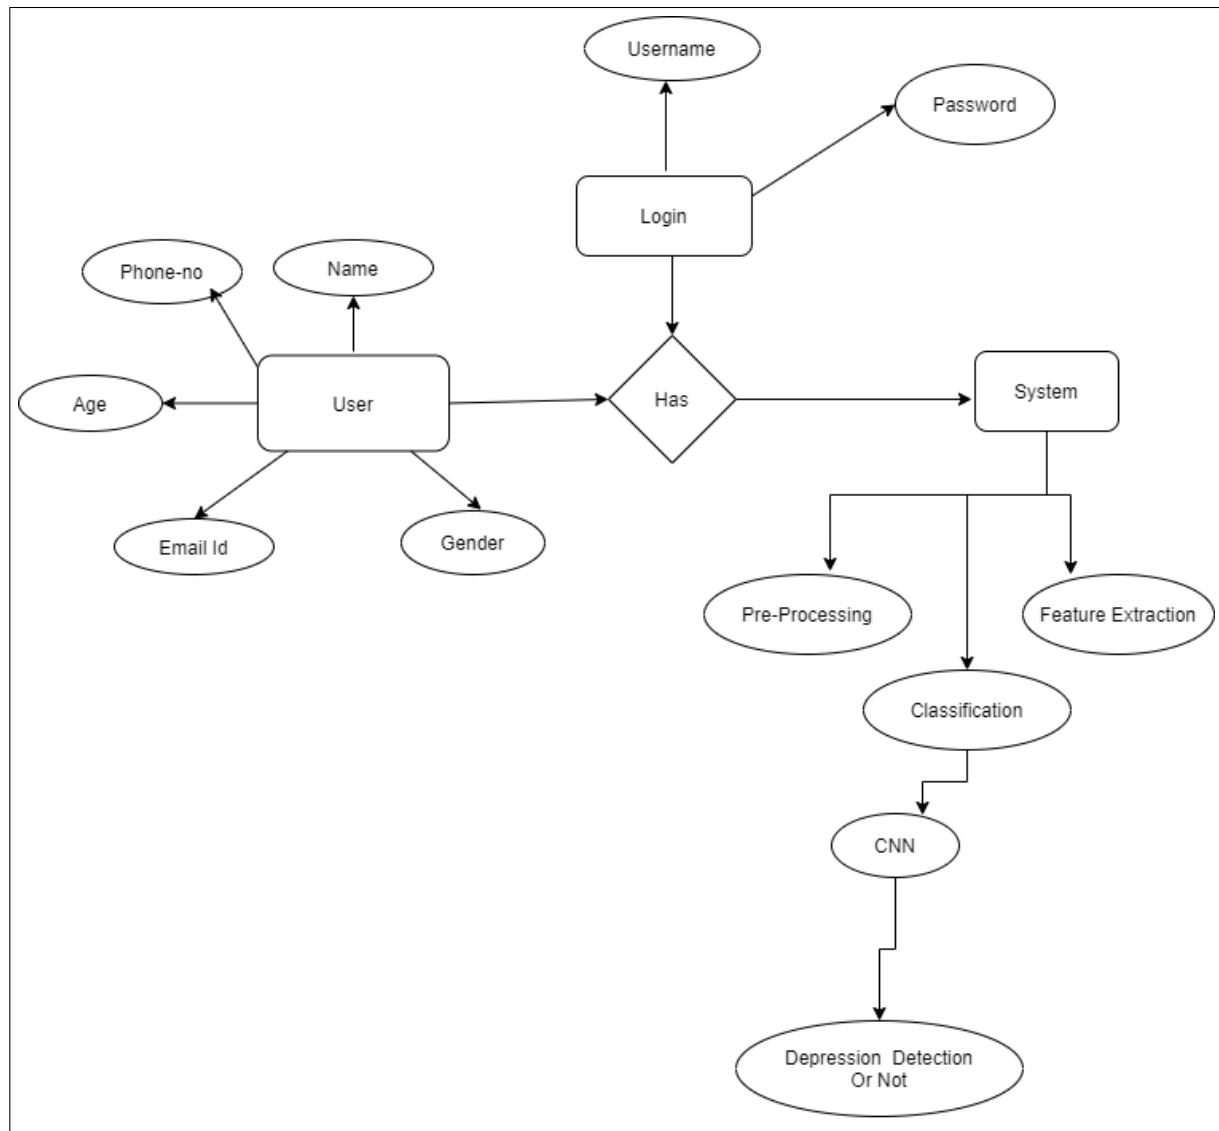 Username
Password
Login
Phone-no
Name
Age
User
Has
System
Email Id
Gender
Pre-Processing
Feature Extraction
Classification
CNN
Depression  Detection
Or Not